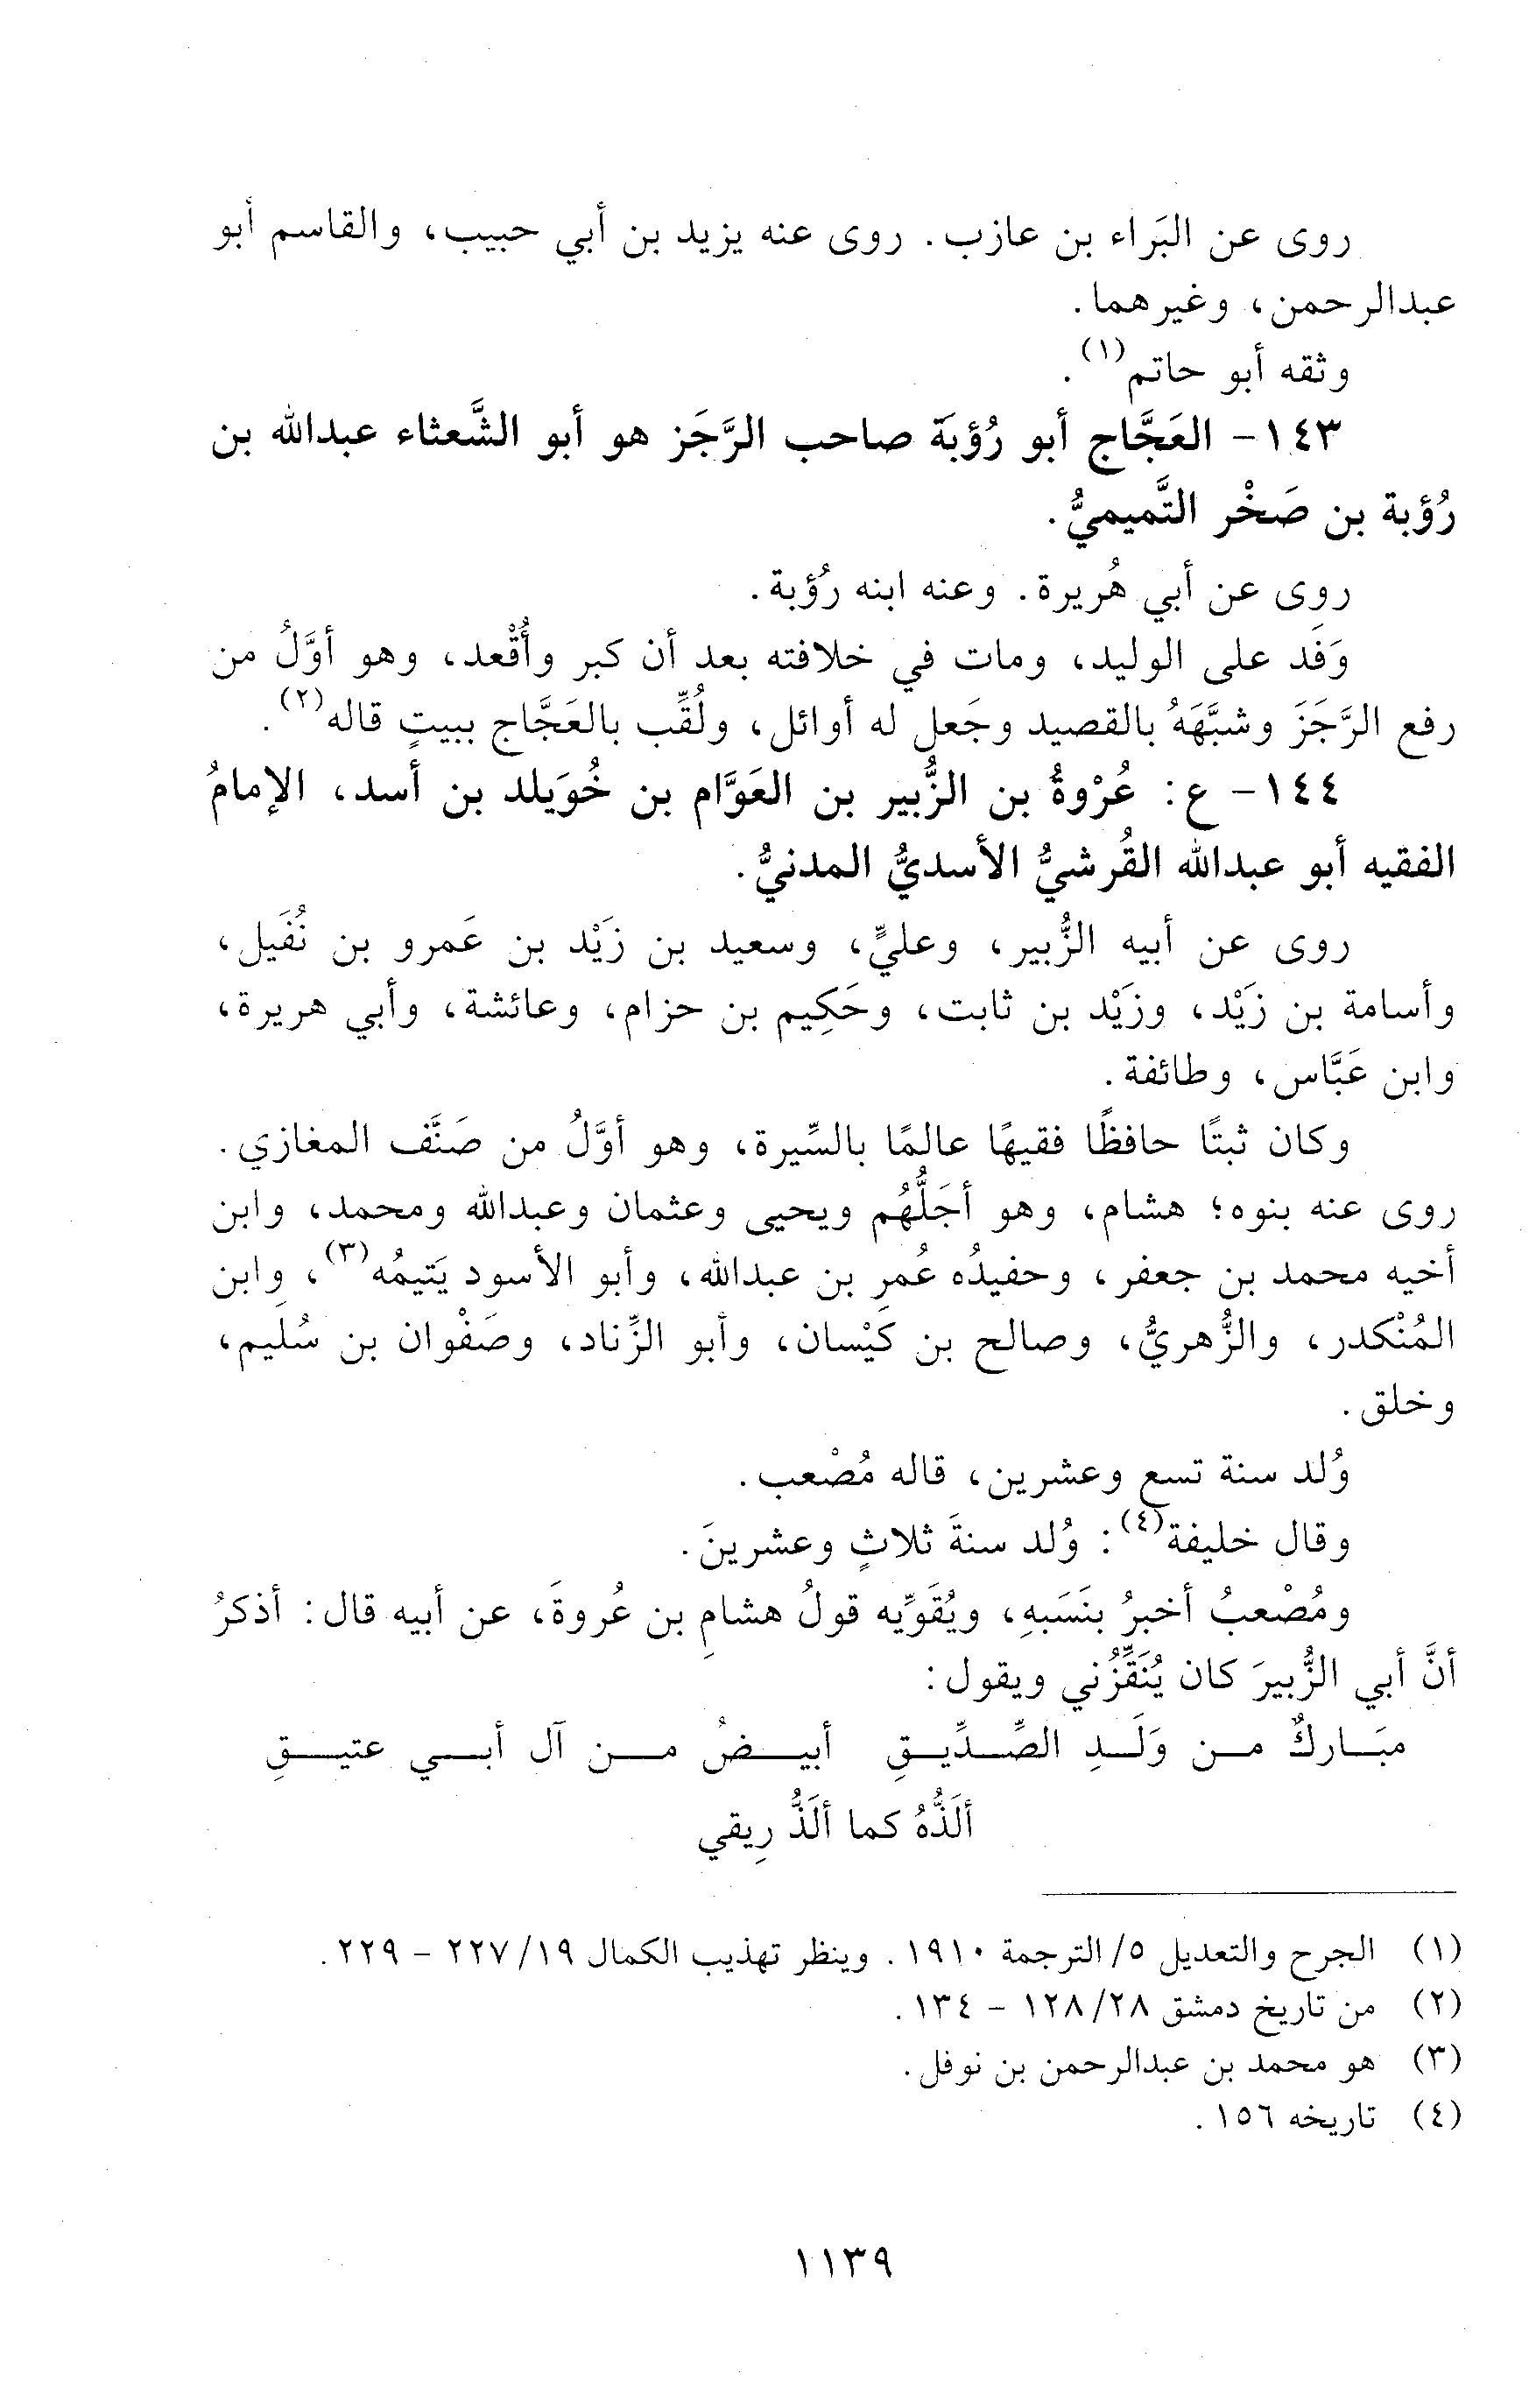 روى عن البَراء بن عازب. روى عنه يزيد بن أبي حبيب، والقاسم أبو
عبدالرحمن، وغيرهما.
وثقه أبو حاتم(١).
١٤٣- العَجَّاج أبو رُؤبَة صاحب الرَّجَز هو أبو الشَّعثاء عبدالله بن
رُؤبة بن صَخْر التَّميميُّ.
روى عن أبي هُريرة. وعنه ابنه رُؤبة.
وَفَد على الوليد، ومات في خلافته بعد أن كبر وأُقْعد، وهو أوَّلُ من
رفع الرَّجَزَ وشبَّهَهُ بالقصيد وجَعل له أوائل، ولُقِّب بالعَجَّاج ببيتٍ قاله(٢).
١٤٤- ع: عُرْوةُ بن الزُّبير بن العَوَّام بن خُوَيلد بن أسد، الإمامُ
الفقيه أبو عبدالله القُرشيُّ الأسديُّ المدنيُّ.
روى عن أبيه الزُّبير، وعليٍّ، وسعيد بن زَيْد بن عَمرو بن نُفَيل،
وأسامة بن زَيْد، وزَيْد بن ثابت، وحَكِيم بن حزام، وعائشة، وأبي هريرة،
وابن عَبَّاس، وطائفة.
وكان ثبتًا حافظًا فقيهًا عالمًا بالسِّيرة، وهو أوَّلُ من صَنَّف المغازي.
روى عنه بنوه؛ هشام، وهو أجَلُّهُم ويحيى وعثمان وعبدالله ومحمد، وابن
أخيه محمد بن جعفر، وحفيدُه عُمر بن عبدالله، وأبو الأسود يَتيمُه(٣)، وابن
المُنْكدر، والزُّهريُّ، وصالح بن كَيْسان، وأبو الزِّناد، وصَفْوان بن سُليم،
وخلق.
وُلد سنة تسع وعشرين، قاله مُصْعب.
وقال خليفة(٤): وُلد سنةَ ثلاثٍ وعشرينَ.
ومُصْعبُ أخبرُ بنَسَبهِ، ويُقَوِّيه قولُ هشامِ بن عُروةَ، عن أبيه قال: أذكرُ
أنَّ أبي الزُّبيرَ كان يُنَقِّزُني ويقول:
مبَـاركٌ مـن وَلَـدِ الصِّـدِّيـقِ أبيـضُ مـن آل أبـي عتيـقِ
ألَذُّهُ كما ألَذُّ رِيقي
(١) الجرح والتعديل ٥/ الترجمة ١٩١٠. وينظر تهذيب الكمال ١٩/ ٢٢٧ - ٢٢٩.
(٢) من تاريخ دمشق ٢٨/ ١٢٨ - ١٣٤.
(٣) هو محمد بن عبدالرحمن بن نوفل.
(٤) تاريخه ١٥٦.
١١٣٩